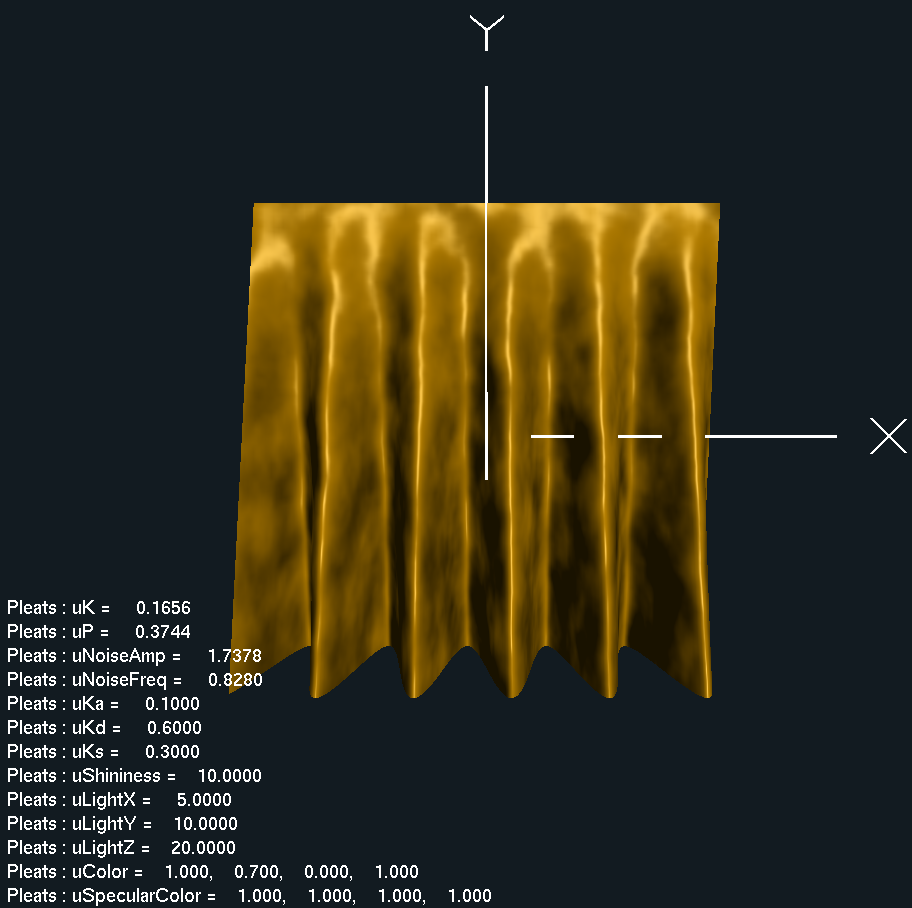 Y
X
Pleats : uK = 0.1656
Pleats : uP = 0.3744
Pleats : uNoiseAmp = 1.7378
Pleats : uNoiseFreq = 0.8280
Pleats : uKa = 0.1000
Pleats : uKd = 0.6000
Pleats : uKs = 0.3000
Pleats : uShininess = 10.0000
Pleats : uLightX = 5.0000
Pleats : uLightY = 10.0000
Pleats : uLightZ = 20.0000
Pleats : uColor = 1.000, 0.700, 0.000, 1.000
Pleats : uSpecularColor = 1.000, 1.000, 1.000, 1.000